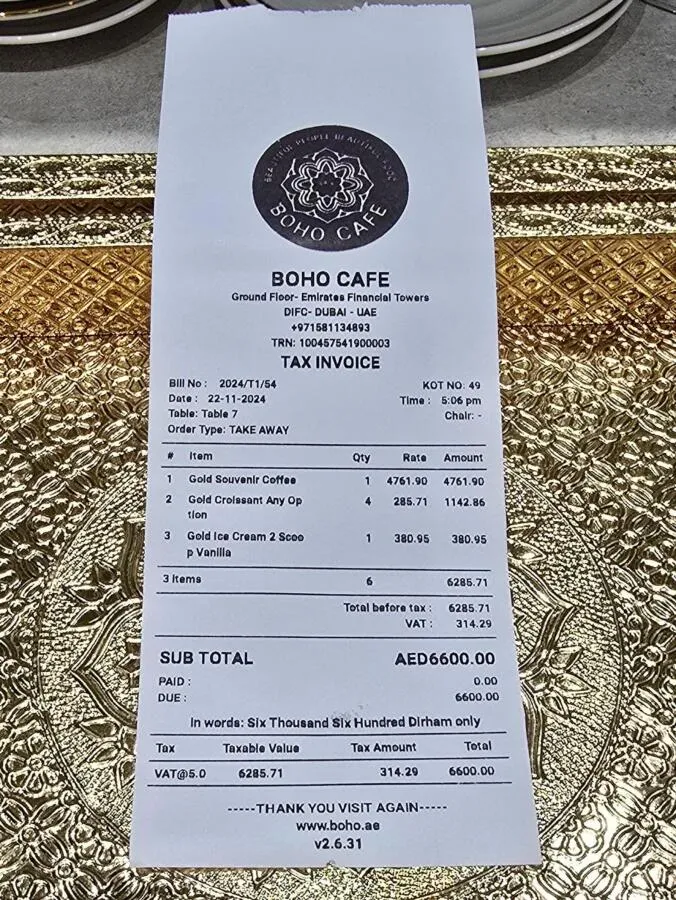 BEAUTIFUL PEOPLE BEAUTIFUL FOOD
BOHO CAFE
BOHO CAFE
Ground Floor- Emirates Financial Towers
DIFC- DUBAI - UAE
+971581134893
TRN: 100457541900003
TAX INVOICE
Bill No : 2024/T1/54 KOT NO: 49
Date : 22-11-2024 Time : 5:06 pm
Table: Table 7 Chair: -
Order Type: TAKE AWAY
# Item Qty Rate Amount
1 Gold Souvenir Coffee 1 4761.90 4761.90
2 Gold Croissant Any Op 4 285.71 1142.86
tion
3 Gold Ice Cream 2 Scoo 1 380.95 380.95
p Vanilla
3 Items 6 6285.71
Total before tax : 6285.71
VAT : 314.29
SUB TOTAL AED6600.00
PAID : 0.00
DUE : 6600.00
In words: Six Thousand Six Hundred Dirham only
Tax Taxable Value Tax Amount Total
VAT@5.0 6285.71 314.29 6600.00
-----THANK YOU VISIT AGAIN-----
www.boho.ae
v2.6.31